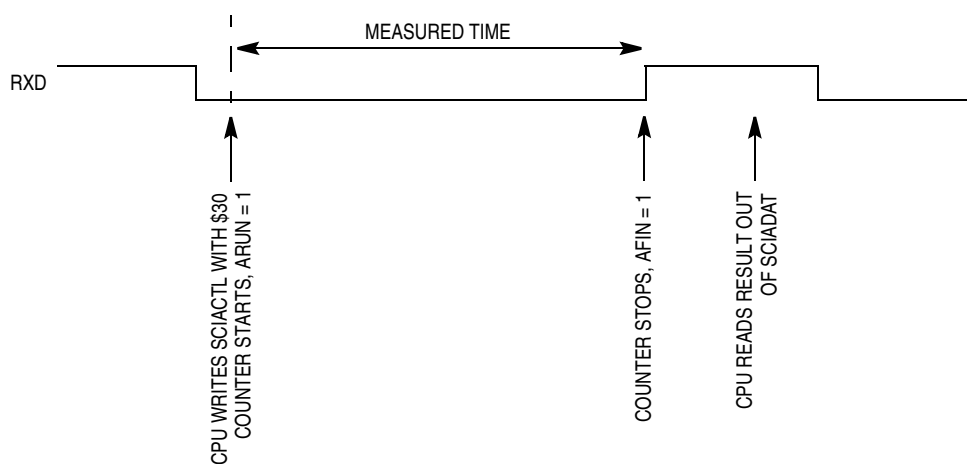 MEASURED TIME
RXD
CPU WRITES SCIACTL WITH $30
COUNTER STARTS, ARUN = 1
COUNTER STOPS, AFIN = 1
CPU READS RESULT OUT
OF SCIADAT